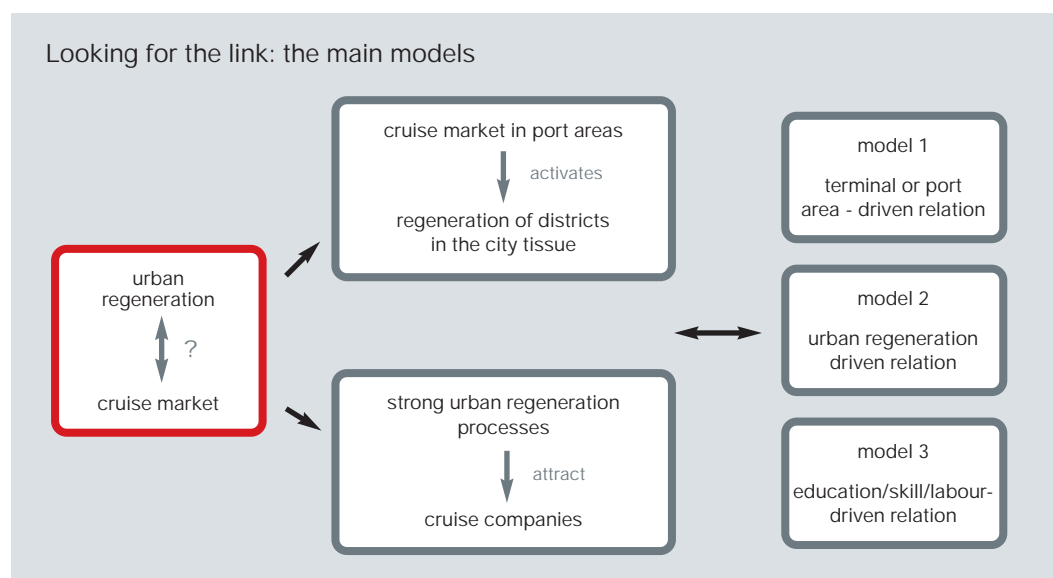 Looking for the link: the main models
urban
regeneration
?
cruise market
cruise market in port areas
activates
regeneration of districts
in the city tissue
strong urban regeneration
processes
attract
cruise companies
model 1
terminal or port
area - driven relation
model 2
urban regeneration
driven relation
model 3
education/skill/labour-
driven relation